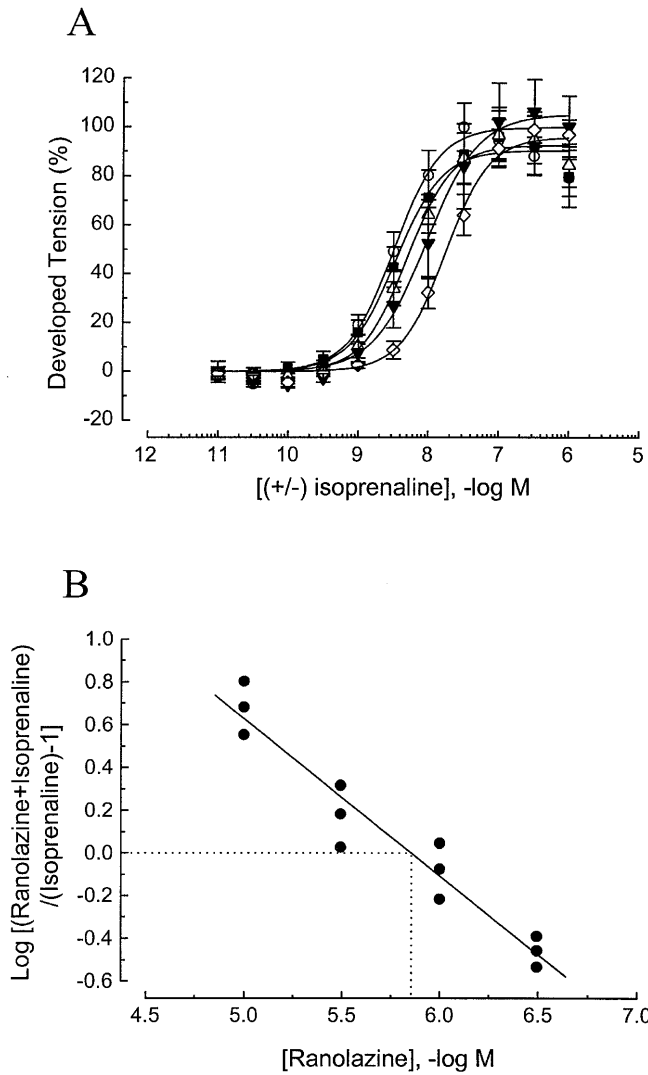 A
120
100
80
60
40
20
0
-20
Developed Tension (%)
12 11 10 9 8 7 6 5
[(+/-) isoprenaline], -log M
B
1.0
0.8
0.6
0.4
0.2
0.0
-0.2
-0.4
-0.6
Log [(Ranolazine+Isoprenaline)
/(Isoprenaline)-1]
4.5 5.0 5.5 6.0 6.5 7.0
[Ranolazine], -log M